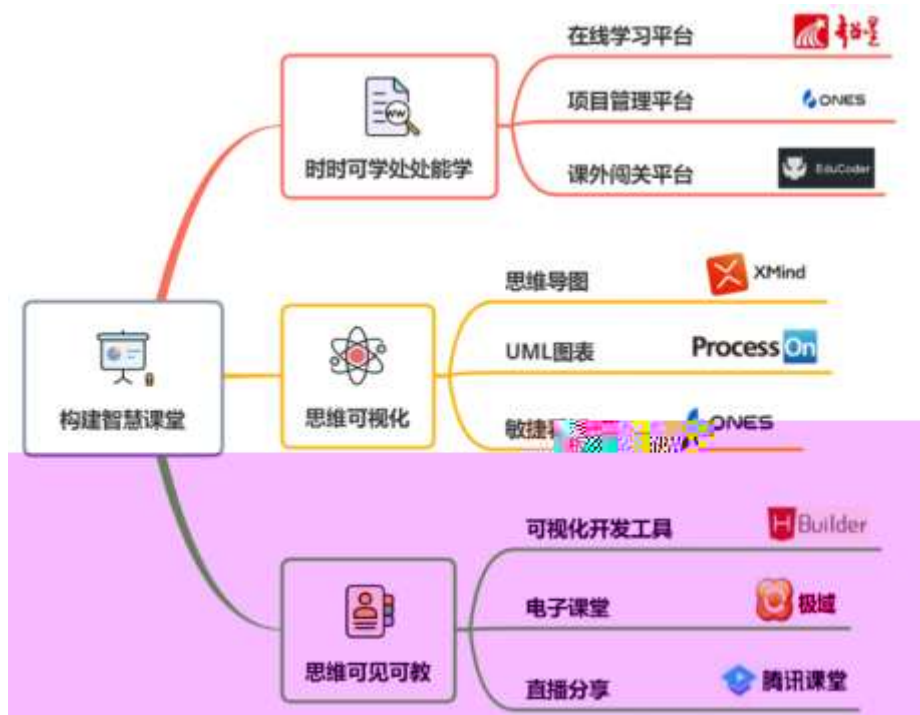 在线学习平台
项目管理平台 ONES
时时可学处处能学
课外闯关平台 EduCoder
思维导图 XMind
UML图表 ProcessOn
构建智慧课堂
思维可视化
敏捷 ONES
可视化开发工具 HBuilder
电子课堂 极域
思维可见可教
直播分享 腾讯课堂